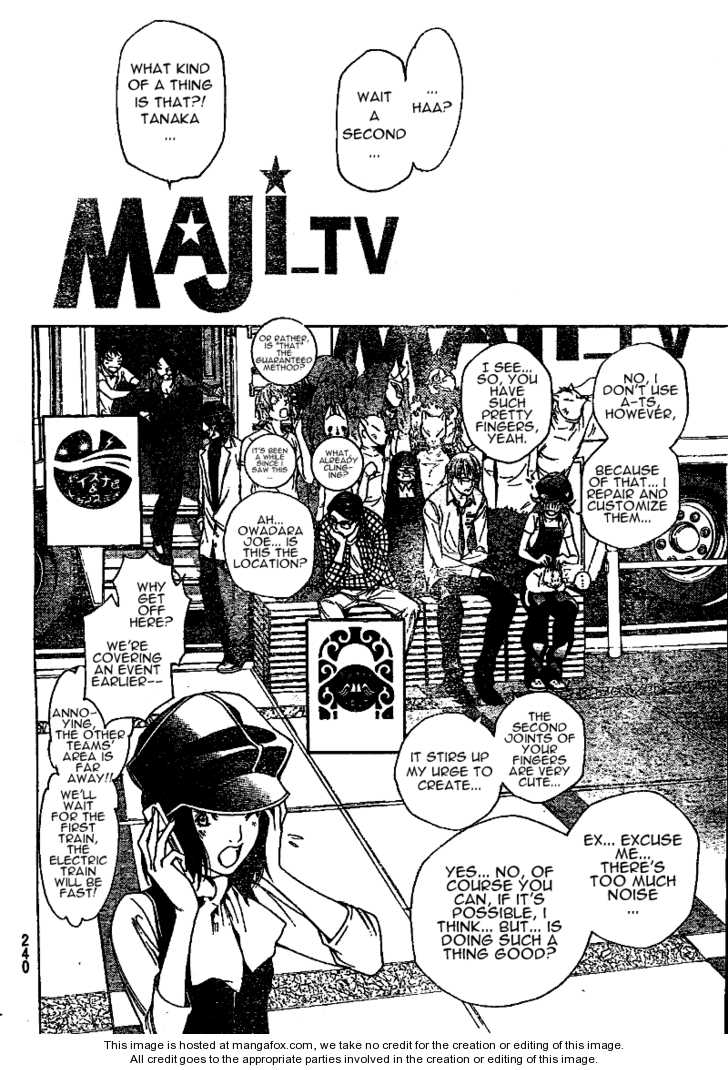 ...
HAA?
WAIT
A
SECOND
...
WHAT KIND
OF A THING
IS THAT?!
TANAKA
...
MAJI_TV
NO, I
DON'T USE
A-TS,
HOWEVER,
BECAUSE
OF THAT... I
REPAIR AND
CUSTOMIZE
THEM...
I SEE...
SO, YOU
HAVE
SUCH
PRETTY
FINGERS,
YEAH.
OR RATHER,
IS "THAT"
THE
GUARANTEED
METHOD?
WHAT,
ALREADY
CLING-
ING?
IT'S BEEN
A WHILE
SINCE I
SAW THIS
...
AH...
OWADARA
JOE... IS
THIS THE
LOCATION?
WHY
GET
OFF
HERE?
WE'RE
COVERING
AN EVENT
EARLIER--
ANNO-
YING,
THE OTHER
TEAMS'
AREA IS
FAR
AWAY!!
WE'LL
WAIT
FOR THE
FIRST
TRAIN,
THE
ELECTRIC
TRAIN
WILL BE
FAST!
THE
SECOND
JOINTS OF
YOUR
FINGERS
ARE VERY
CUTE...
IT STIRS UP
MY URGE TO
CREATE...
EX... EXCUSE
ME...
THERE'S
TOO MUCH
NOISE
...
YES... NO, OF
COURSE YOU
CAN, IF IT'S
POSSIBLE, I
THINK... BUT... IS
DOING SUCH A
THING GOOD?
240
This image is hosted at mangafox.com, we take no credit for the creation or editing of this image.
All credit goes to the appropriate parties involved in the creation or editing of this image.